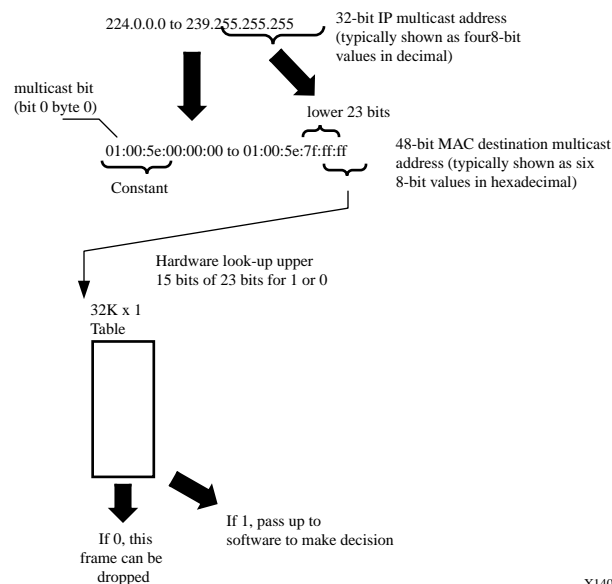 224.0.0.0 to 239.255.255.255
32-bit IP multicast address
(typically shown as four8-bit
values in decimal)
multicast bit
(bit 0 byte 0)
lower 23 bits
01:00:5e:00:00:00 to 01:00:5e:7f:ff:ff
48-bit MAC destination multicast
address (typically shown as six
8-bit values in hexadecimal)
Constant
Hardware look-up upper
15 bits of 23 bits for 1 or 0
32K x 1
Table
If 1, pass up to
software to make decision
If 0, this
frame can be
dropped